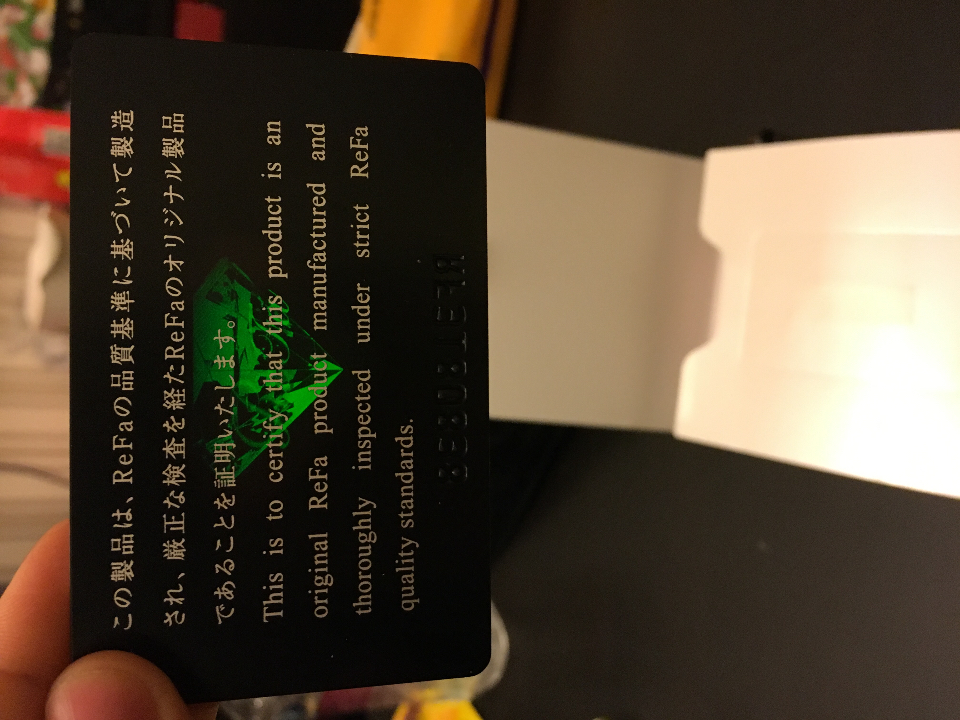 この製品は、ReFaの品質基準に基づいて製造
され、厳正な検査を経たReFaのオリジナル製品
であることを証明いたします。
This is to certify that this product is an
original ReFa product manufactured and
thoroughly inspected under strict ReFa
quality standards.